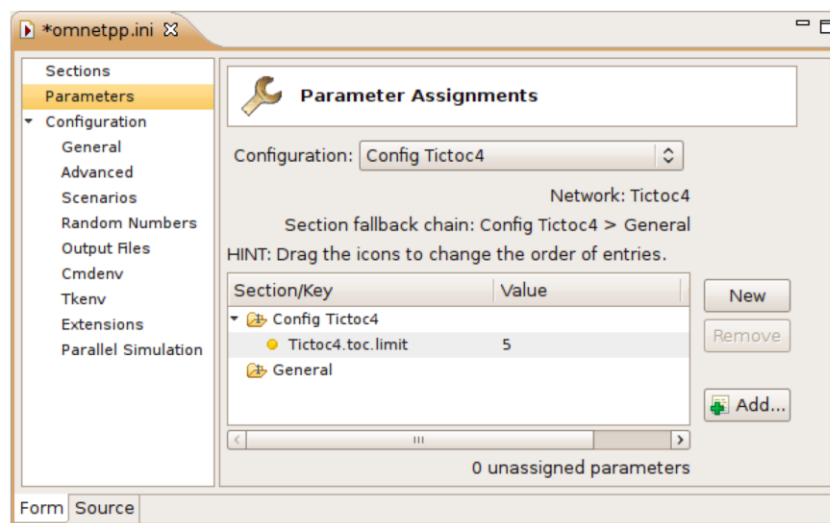 *omnetpp.ini
Sections
Parameters
Configuration
General
Advanced
Scenarios
Random Numbers
Output Files
Cmdenv
Tkenv
Extensions
Parallel Simulation
Parameter Assignments
Configuration: Config Tictoc4
Network: Tictoc4
Section fallback chain: Config Tictoc4 > General
HINT: Drag the icons to change the order of entries.
Section/Key Value
Config Tictoc4
Tictoc4.toc.limit 5
General
New
Remove
Add...
0 unassigned parameters
Form Source